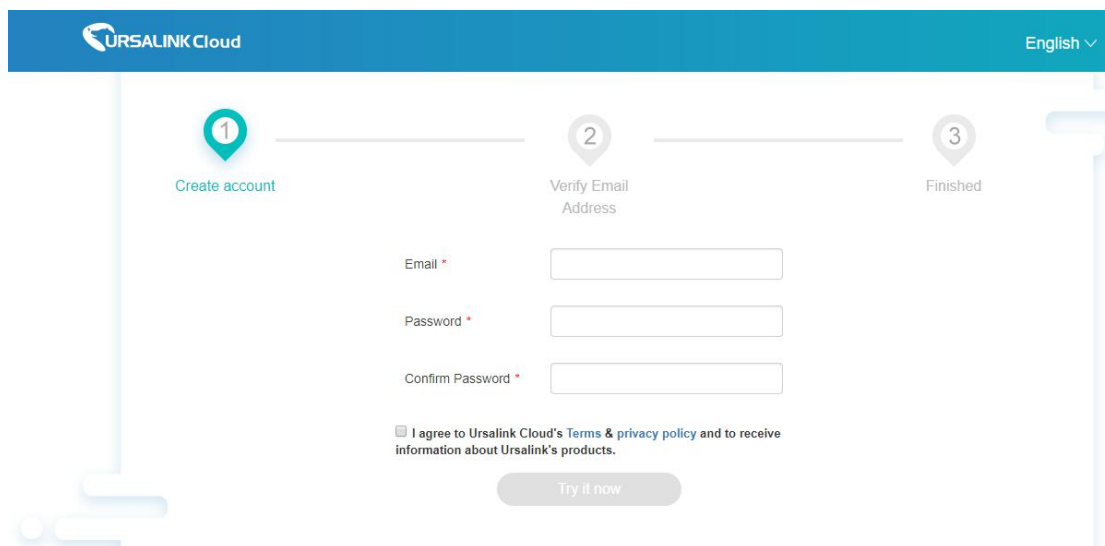 URSALINK Cloud
English
1
2
3
Create account
Verify Email
Address
Finished
Email *
Password *
Confirm Password *
I agree to Ursalink Cloud's Terms & privacy policy and to receive
information about Ursalink's products.
Try it now